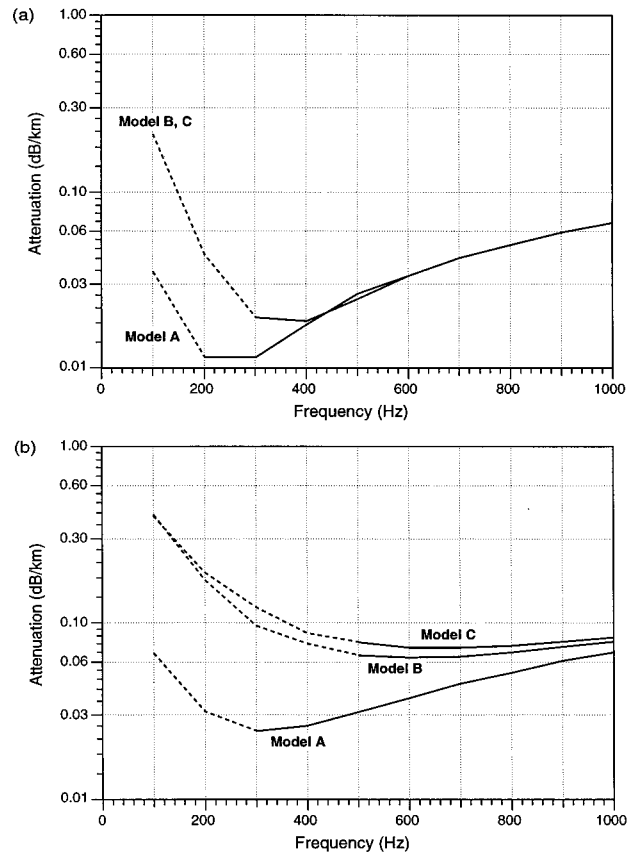 (a)
1.00
0.60
0.30
0.10
0.06
0.03
0.01
Attenuation (dB/km)
Model B, C
Model A
0
200
400
600
800
1000
Frequency (Hz)
(b)
1.00
0.60
0.30
0.10
0.06
0.03
0.01
Attenuation (dB/km)
Model C
Model B
Model A
0
200
400
600
800
1000
Frequency (Hz)